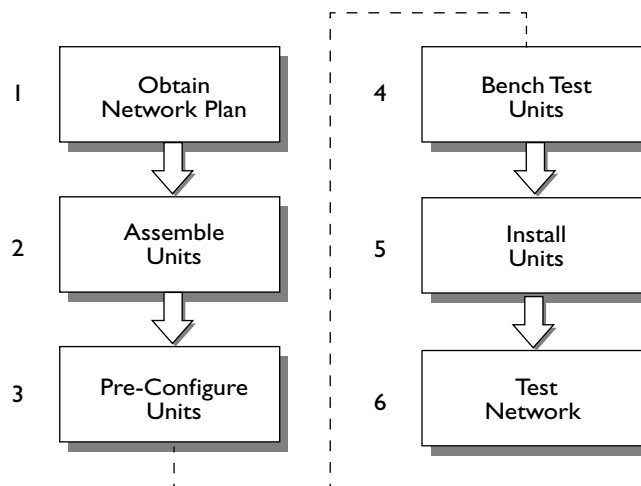 1
Obtain
Network Plan
2
Assemble
Units
3
Pre-Configure
Units
4
Bench Test
Units
5
Install
Units
6
Test
Network